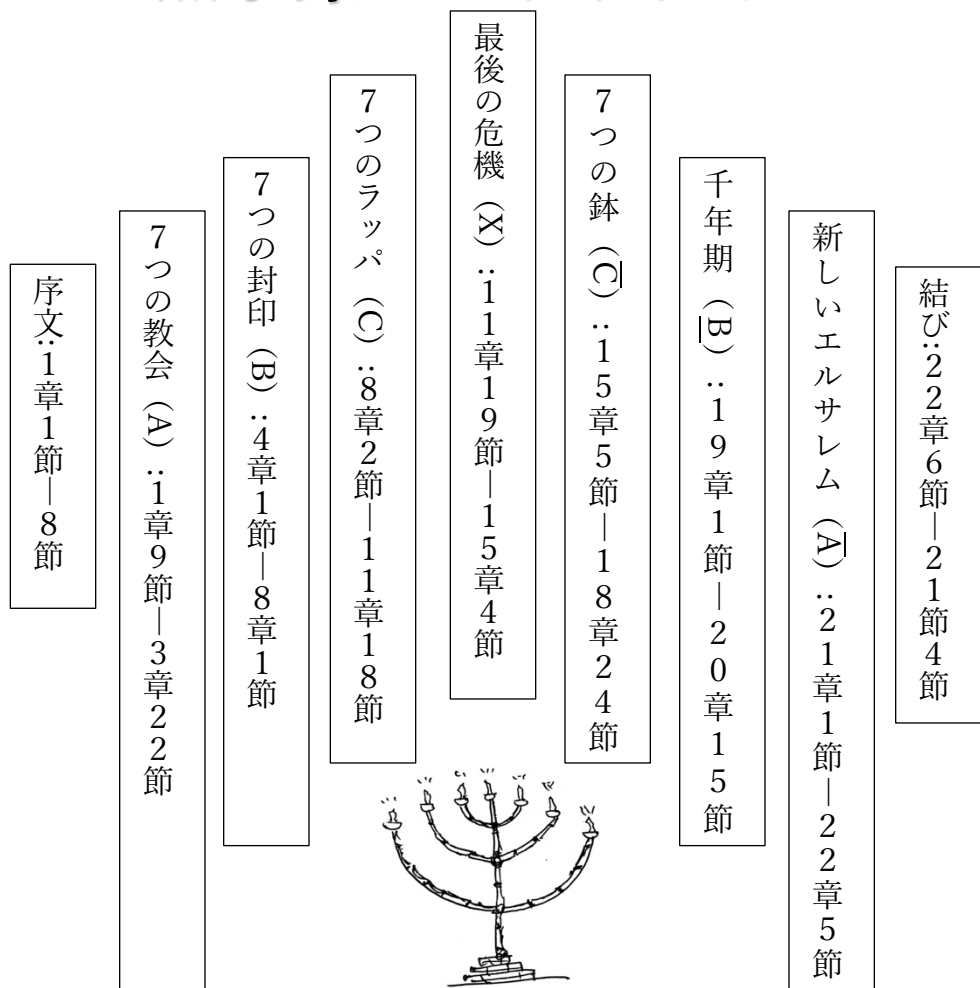 序文:1章1節―8節
7つの教会(A):1章9節―3章22節
7つの封印(B):4章1節―8章1節
7つのラッパ(C):8章2節―11章18節
最後の危機(X):11章19節―15章4節
7つの鉢(C̅):15章5節―18章24節
千年期(B̲):19章1節―20章15節
新しいエルサレム(A̅):21章1節―22章5節
結び:22章6節―21節4節